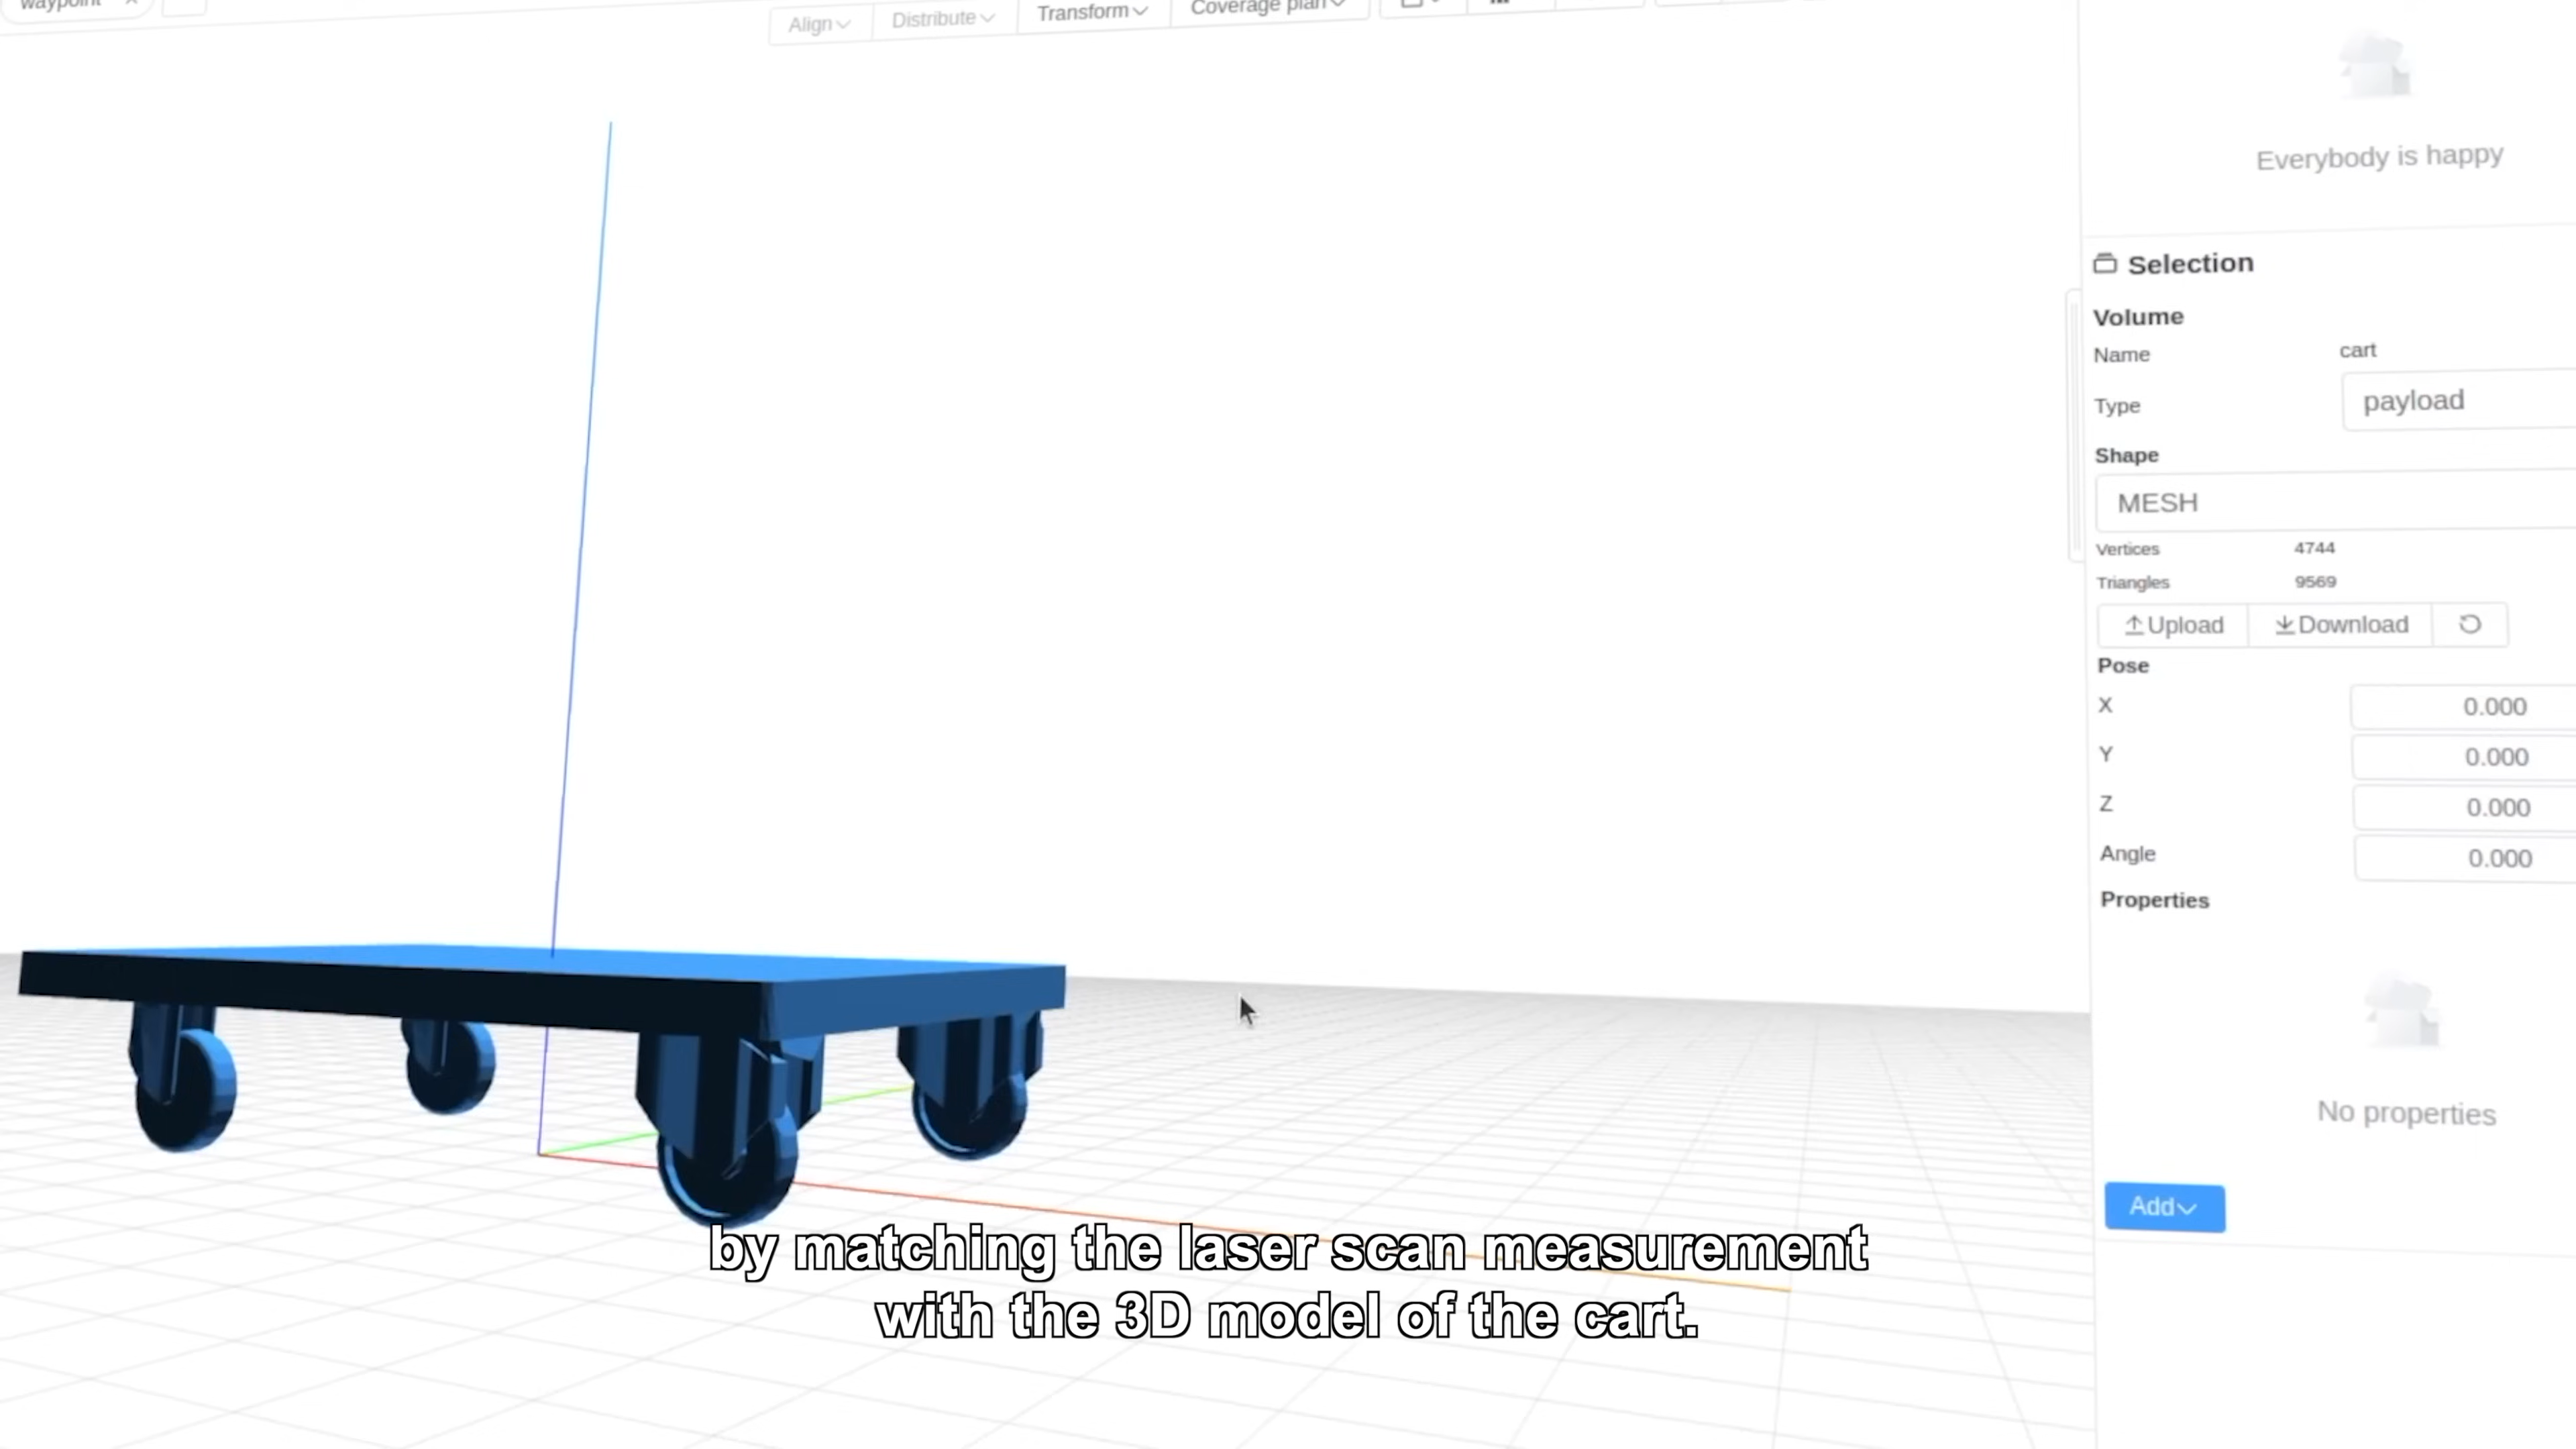 waypoint
Align
Distribute
Transform
Coverage plan
Everybody is happy
Selection
Volume
Name cart
Type payload
Shape
MESH
Vertices 4744
Triangles 9569
Upload Download
Pose
X 0.000
Y 0.000
Z 0.000
Angle 0.000
Properties
No properties
Add
by matching the laser scan measurement
with the 3D model of the cart.